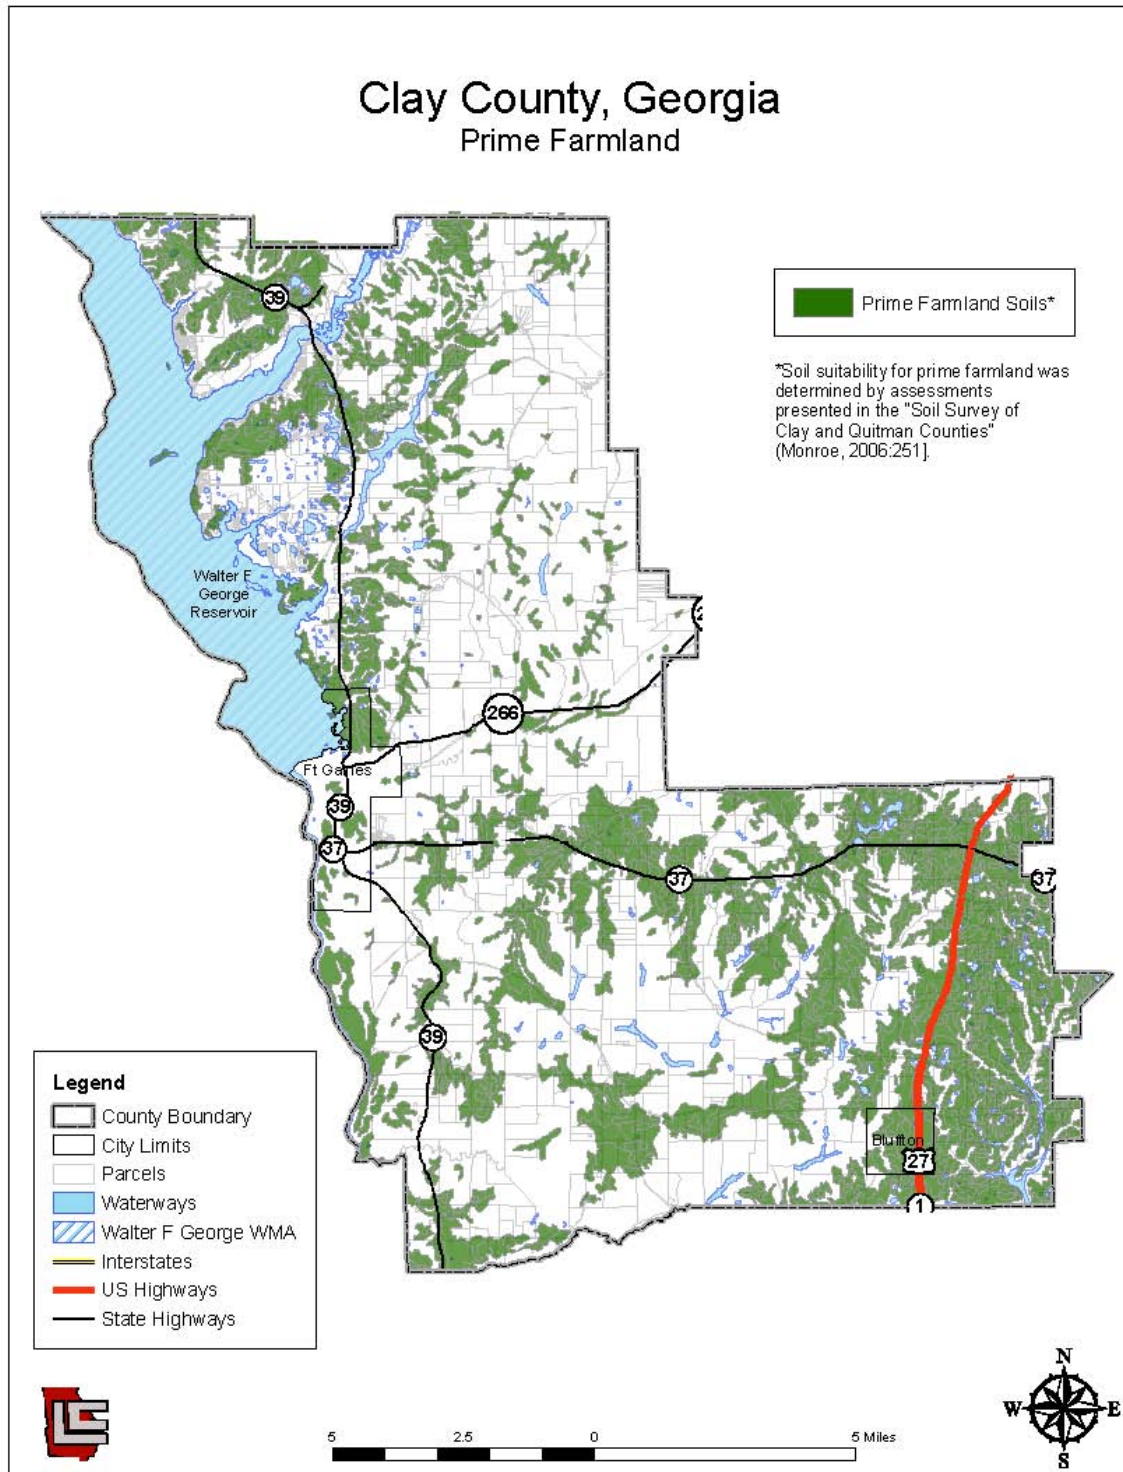 Clay County, Georgia
Prime Farmland
Prime Farmland Soils*
*Soil suitability for prime farmland was
determined by assessments
presented in the "Soil Survey of
Clay and Quitman Counties"
(Monroe, 2006:251].
39
Walter F
George
Reservoir
2
266
Ft Gaines
39
37
37
37
39
Bluffton
27
1
Legend
County Boundary
City Limits
Parcels
Waterways
Walter F George WMA
Interstates
US Highways
State Highways
N
W
E
S
5
2.5
0
5 Miles